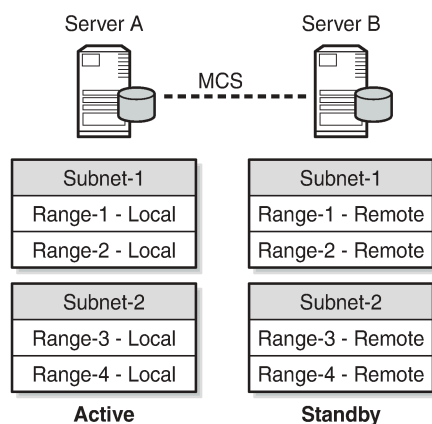 Server A
Server B
MCS
Subnet-1
Range-1 - Local
Range-2 - Local
Subnet-2
Range-3 - Local
Range-4 - Local
Active
Subnet-1
Range-1 - Remote
Range-2 - Remote
Subnet-2
Range-3 - Remote
Range-4 - Remote
Standby